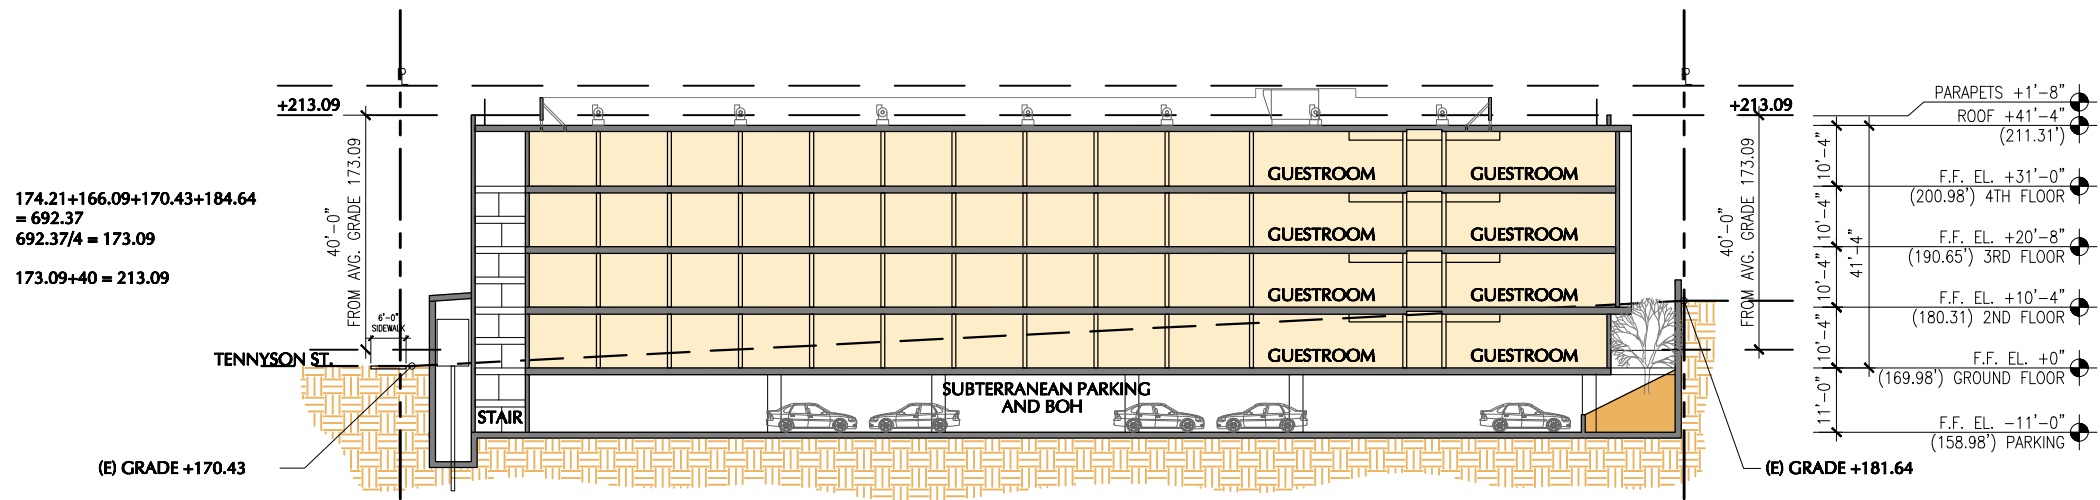 PL
PL
+213.09
+213.09
PARAPETS +1'-8"
ROOF +41'-4"
(211.31')
174.21+166.09+170.43+184.64
= 692.37
692.37/4 = 173.09
173.09+40 = 213.09
40'-0"
FROM AVG. GRADE 173.09
GUESTROOM
GUESTROOM
10'-4"
F.F. EL. +31'-0"
(200.98') 4TH FLOOR
GUESTROOM
GUESTROOM
10'-4"
F.F. EL. +20'-8"
(190.65') 3RD FLOOR
40'-0"
FROM AVG. GRADE 173.09
41'-4"
GUESTROOM
GUESTROOM
10'-4"
F.F. EL. +10'-4"
(180.31') 2ND FLOOR
6'-0"
SIDEWALK
TENNYSON ST.
GUESTROOM
GUESTROOM
10'-4"
F.F. EL. +0"
(169.98') GROUND FLOOR
SUBTERRANEAN PARKING
AND BOH
STAIR
11'-0"
F.F. EL. -11'-0"
(158.98') PARKING
(E) GRADE +170.43
(E) GRADE +181.64